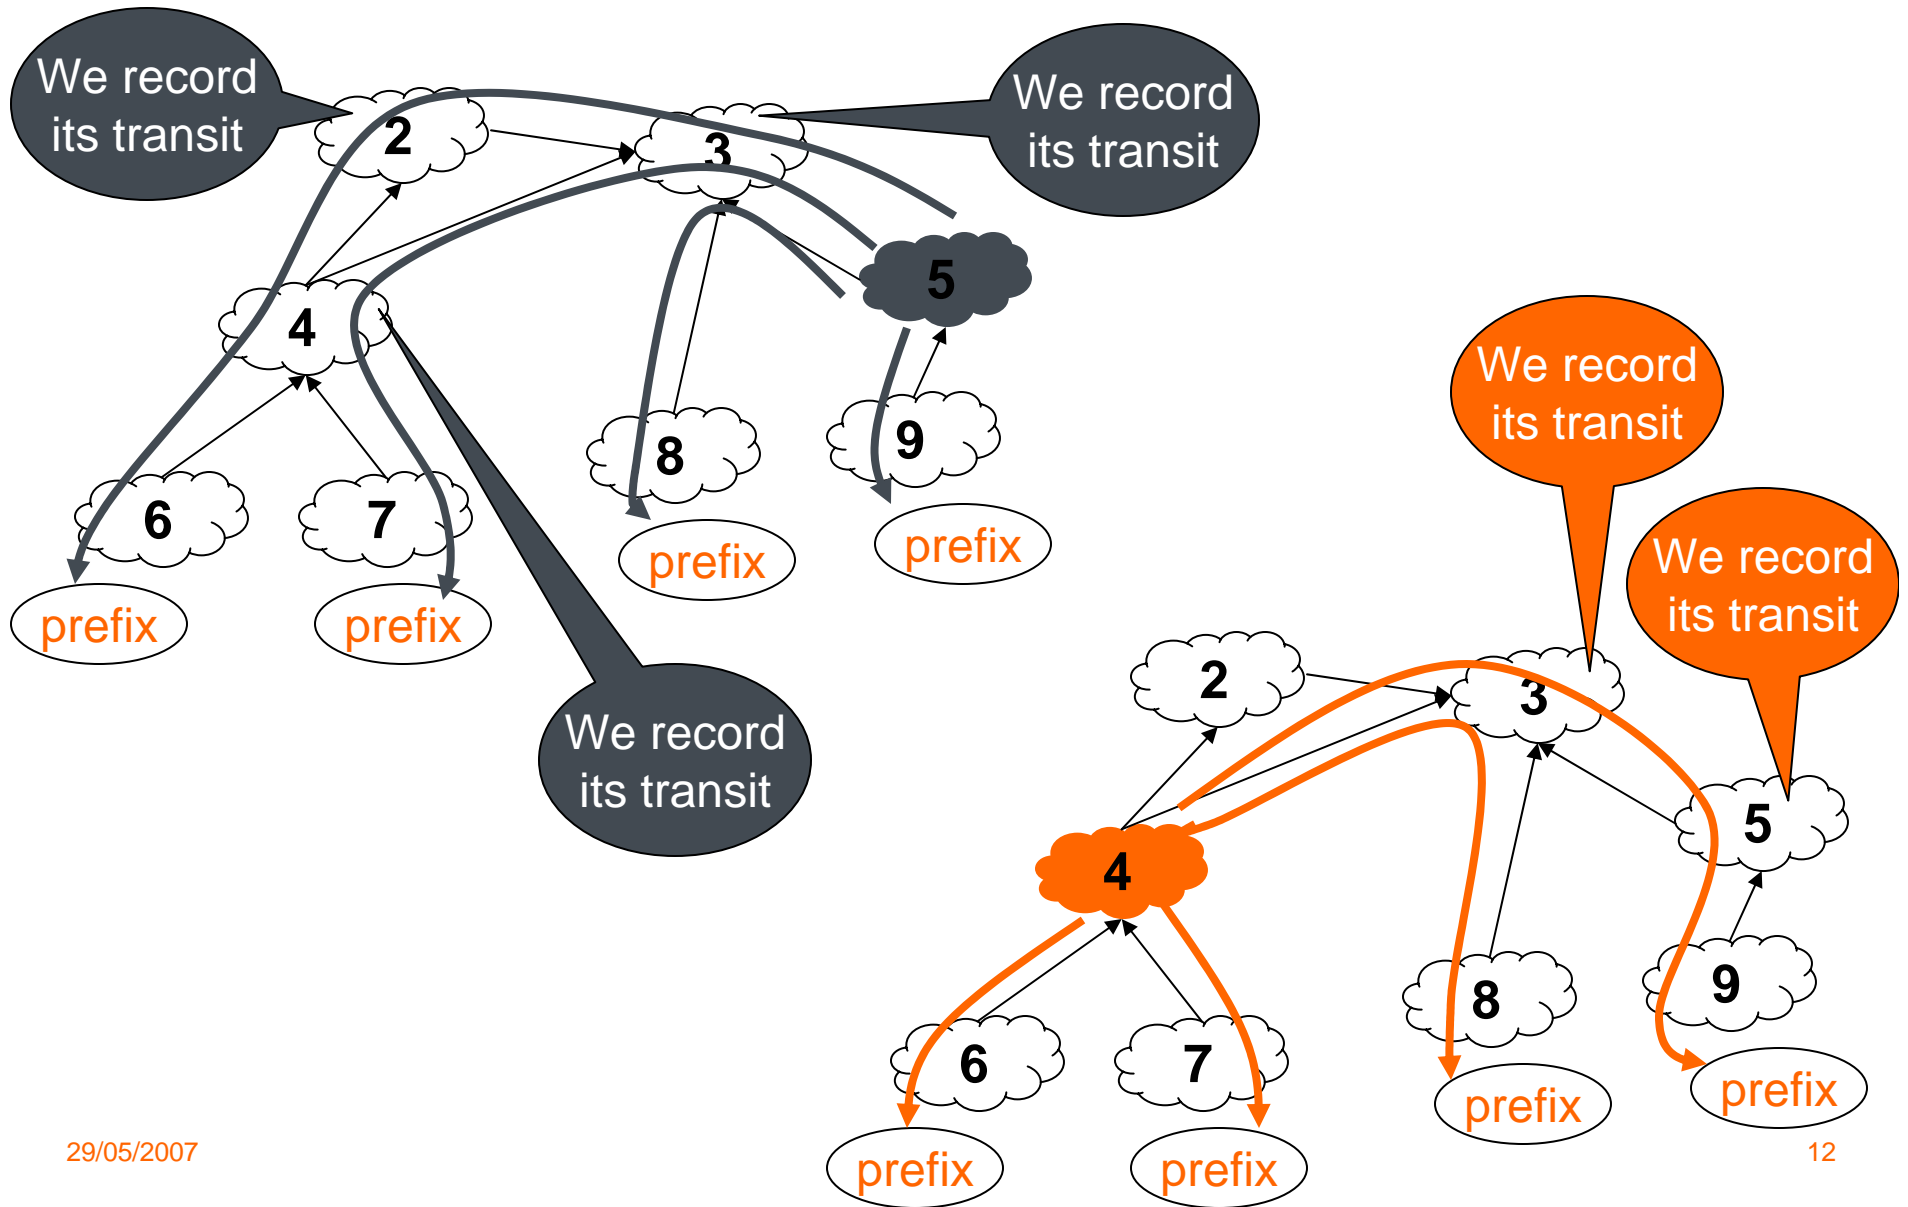 We record
its transit
We record
its transit
2
3
5
4
8
9
6
7
prefix
prefix
prefix
prefix
We record
its transit
We record
its transit
We record
its transit
2
3
5
4
8
9
6
7
prefix
prefix
prefix
prefix
29/05/2007
12